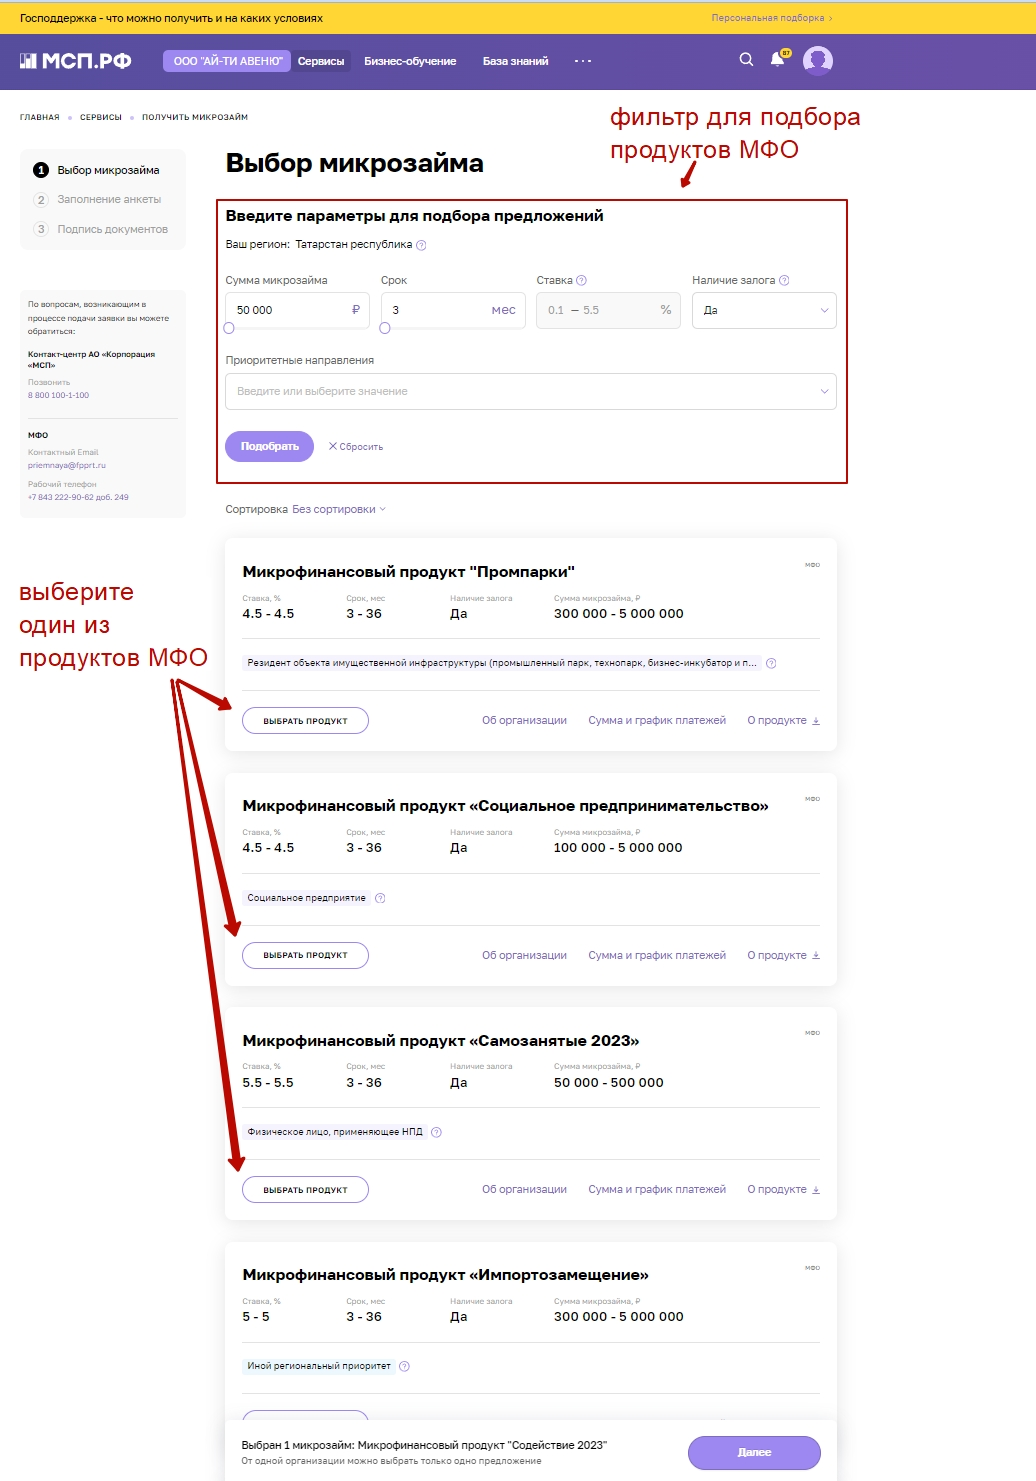 Господдержка - что можно получить и на каких условиях
Персональная подборка ›
МСП.РФ
ООО "АЙ-ТИ АВЕНЮ"
Сервисы
Бизнес-обучение
База знаний
...
87
ГЛАВНАЯ • СЕРВИСЫ • ПОЛУЧИТЬ МИКРОЗАЙМ
фильтр для подбора
продуктов МФО
1 Выбор микрозайма
2 Заполнение анкеты
3 Подпись документов
По вопросам, возникающим в
процессе подачи заявки вы можете
обратиться:
Контакт-центр АО «Корпорация
«МСП»
Позвонить
8 800 100-1-100
МФО
Контактный Email
priemnaya@fpprt.ru
Рабочий телефон
+7 843 222-90-62 доб. 249
Выбор микрозайма
Введите параметры для подбора предложений
Ваш регион: Татарстан республика ?
Сумма микрозайма Срок Ставка ? Наличие залога ?
50 000 ₽ 3 мес 0.1 — 5.5 % Да
Приоритетные направления
Введите или выберите значение
Подобрать × Сбросить
Сортировка Без сортировки
выберите
один из
продуктов МФО
Микрофинансовый продукт "Промпарки" МФО
Ставка, % Срок, мес Наличие залога Сумма микрозайма, ₽
4.5 - 4.5 3 - 36 Да 300 000 - 5 000 000
Резидент объекта имущественной инфраструктуры (промышленный парк, технопарк, бизнес-инкубатор и п... ?
ВЫБРАТЬ ПРОДУКТ Об организации Сумма и график платежей О продукте
Микрофинансовый продукт «Социальное предпринимательство» МФО
Ставка, % Срок, мес Наличие залога Сумма микрозайма, ₽
4.5 - 4.5 3 - 36 Да 100 000 - 5 000 000
Социальное предприятие ?
ВЫБРАТЬ ПРОДУКТ Об организации Сумма и график платежей О продукте
Микрофинансовый продукт «Самозанятые 2023» МФО
Ставка, % Срок, мес Наличие залога Сумма микрозайма, ₽
5.5 - 5.5 3 - 36 Да 50 000 - 500 000
Физическое лицо, применяющее НПД ?
ВЫБРАТЬ ПРОДУКТ Об организации Сумма и график платежей О продукте
Микрофинансовый продукт «Импортозамещение» МФО
Ставка, % Срок, мес Наличие залога Сумма микрозайма, ₽
5 - 5 3 - 36 Да 300 000 - 5 000 000
Иной региональный приоритет ?
Выбран 1 микрозайм: Микрофинансовый продукт "Содействие 2023"
От одной организации можно выбрать только одно предложение
Далее